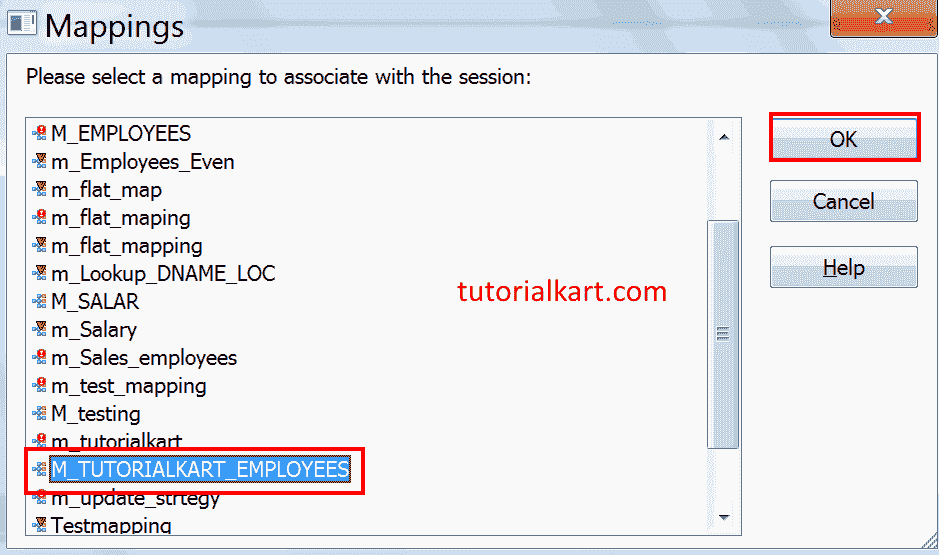 Mappings
Please select a mapping to associate with the session:
M_EMPLOYEES
m_Employees_Even
m_flat_map
m_flat_maping
m_flat_mapping
m_Lookup_DNAME_LOC
M_SALAR
m_Salary
m_Sales_employees
m_test_mapping
M_testing
m_tutorialkart
M_TUTORIALKART_EMPLOYEES
m_update_strtegy
Testmapping
OK
Cancel
Help
tutorialkart.com